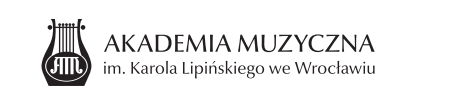 AKADEMIA MUZYCZNA
im. Karola Lipińskiego we Wrocławiu